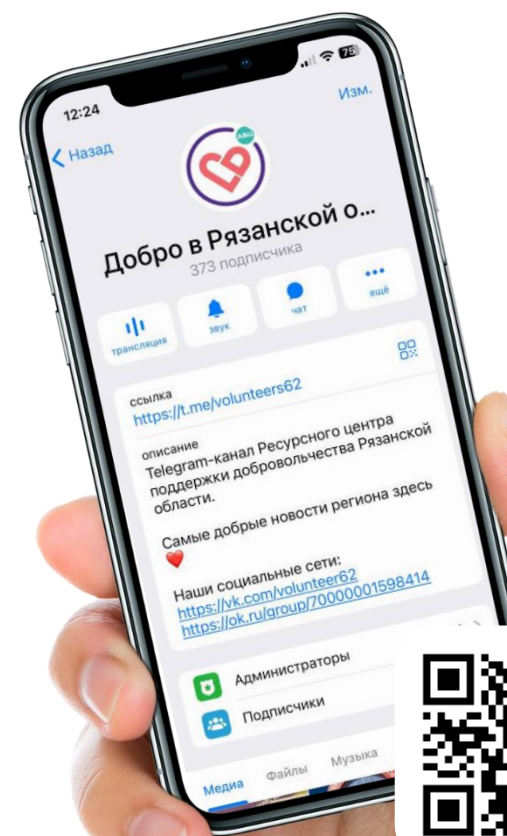 12:24
75
Назад
Изм.
Добро в Рязанской о...
373 подписчика
трансляция
звук
чат
ещё
ссылка
https://t.me/volunteers62
описание
Telegram-канал Ресурсного центра
поддержки добровольчества Рязанской
области.
Самые добрые новости региона здесь
❤️
Наши социальные сети:
https://vk.com/volunteer62
https://ok.ru/group/70000001598414
Администраторы
Подписчики
Медиа
Файлы
Музыка